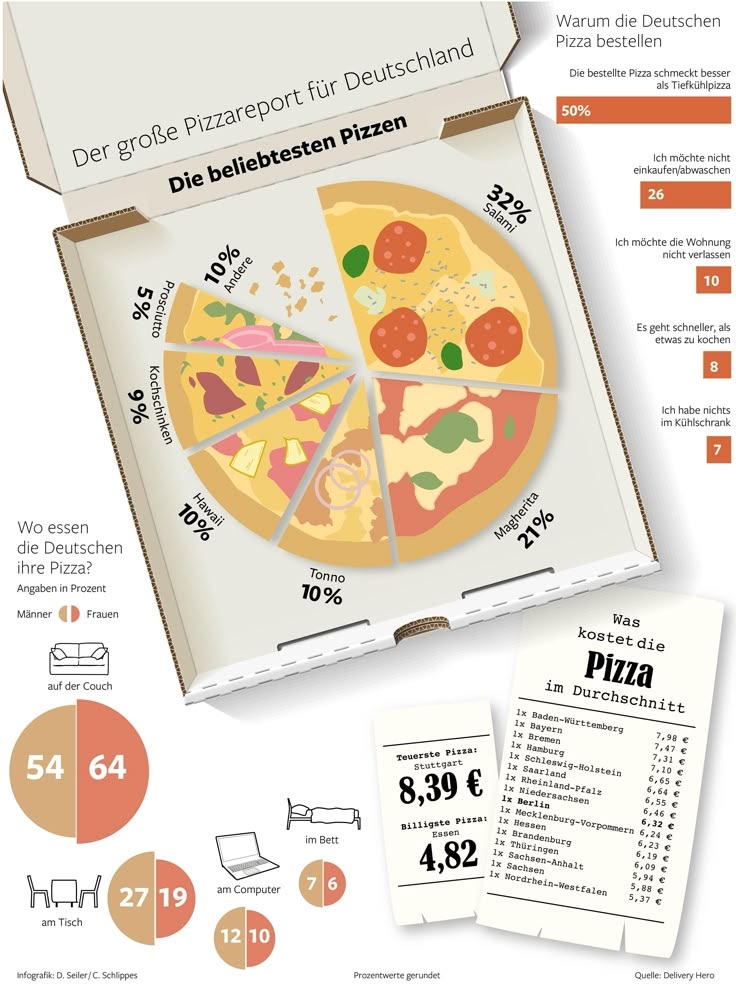 Der große Pizzareport für Deutschland
Die beliebtesten Pizzen
32%
Salami
Magherita
21%
Tonno
10%
Hawaii
10%
Kochschinken
9%
Prosciutto
5%
10%
Andere
Warum die Deutschen
Pizza bestellen
Die bestellte Pizza schmeckt besser
als Tiefkühlpizza
50%
Ich möchte nicht
einkaufen/abwaschen
26
Ich möchte die Wohnung
nicht verlassen
10
Es geht schneller, als
etwas zu kochen
8
Ich habe nichts
im Kühlschrank
7
Wo essen
die Deutschen
ihre Pizza?
Angaben in Prozent
Männer Frauen
auf der Couch
54 64
am Tisch
27 19
am Computer
12 10
im Bett
7 6
Teuerste Pizza:
Stuttgart
8,39 €
Billigste Pizza:
Essen
4,82
Was
kostet die
Pizza
im Durchschnitt
1x Baden-Württemberg 7,98 €
1x Bayern 7,47 €
1x Bremen 7,31 €
1x Hamburg 7,10 €
1x Schleswig-Holstein 6,65 €
1x Saarland 6,64 €
1x Rheinland-Pfalz 6,55 €
1x Niedersachsen 6,46 €
1x Berlin 6,32 €
1x Mecklenburg-Vorpommern 6,24 €
1x Hessen 6,23 €
1x Brandenburg 6,19 €
1x Thüringen 6,09 €
1x Sachsen-Anhalt 5,94 €
1x Sachsen 5,88 €
1x Nordrhein-Westfalen 5,37 €
Infografik: D. Seiler/C. Schlippes
Prozentwerte gerundet
Quelle: Delivery Hero